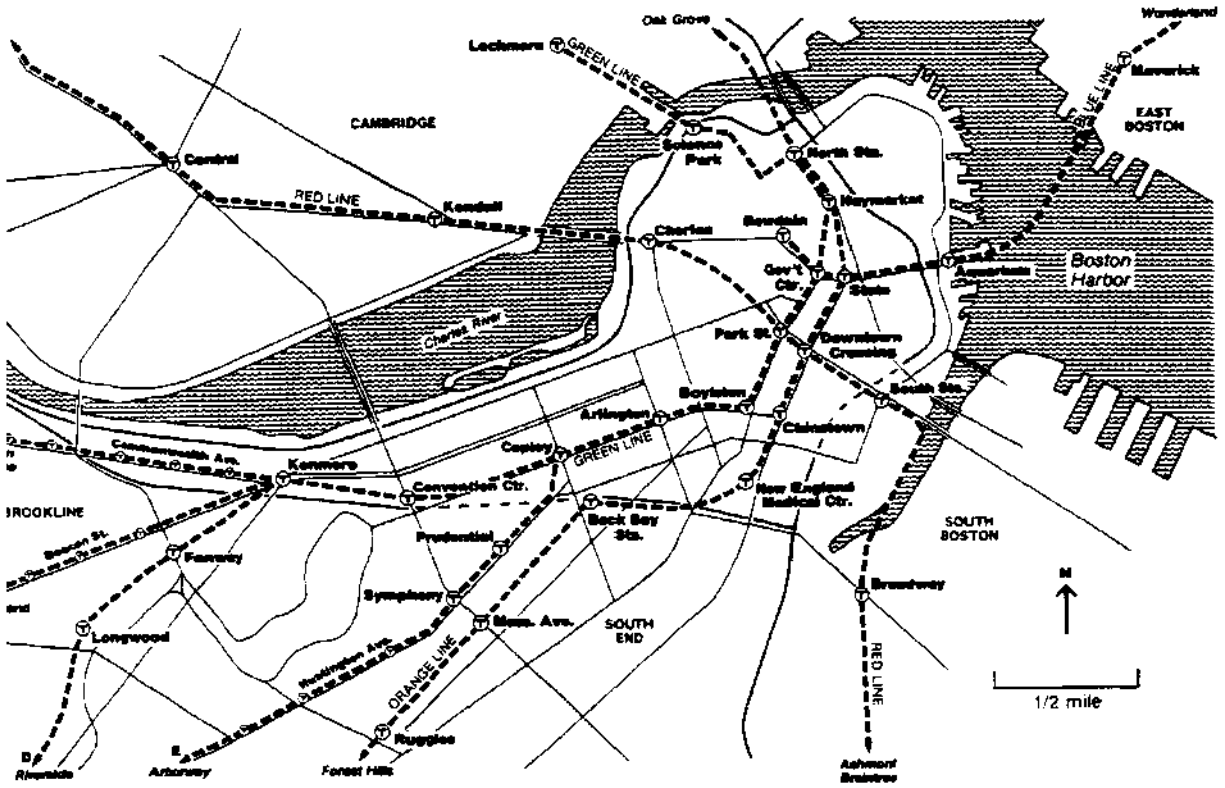 Oak Grove
Wonderland
Lechmere
GREEN LINE
Maverick
BLUE LINE
CAMBRIDGE
EAST
BOSTON
Science
Park
North Sta.
Central
RED LINE
Kendall
Haymarket
Bowdoin
Charles
Gov't
Ctr.
State
Aquarium
Boston
Harbor
Charles River
Park St.
Downtown
Crossing
South Sta.
Boylston
Arlington
Chinatown
Copley
GREEN LINE
Commonwealth Av.
Kenmore
Convention Ctr.
New England
Medical Ctr.
BROOKLINE
Back Bay
Sta.
SOUTH
BOSTON
Beacon St.
Prudential
Fenway
N
Symphony
Broadway
Longwood
Mass. Ave.
SOUTH
END
Huntington Av.
ORANGE LINE
RED LINE
1/2 mile
Ruggles
D
Riverside
E
Arborway
Forest Hills
Ashmont
Braintree